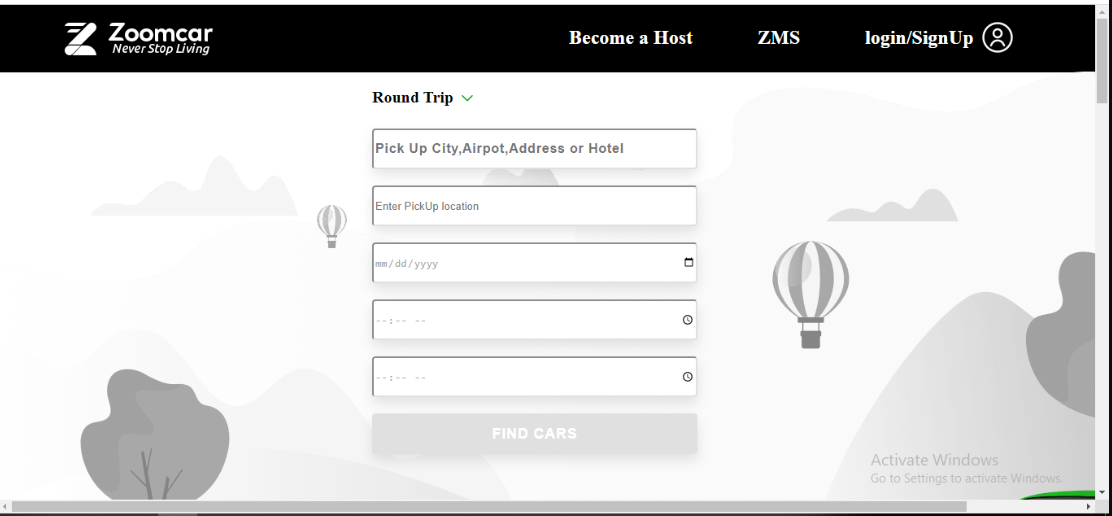 Zoomcar
Never Stop Living
Become a Host
ZMS
login/SignUp
Round Trip
Pick Up City,Airpot,Address or Hotel
Enter PickUp location
mm/dd/yyyy
--:-- --
--:-- --
FIND CARS
Activate Windows
Go to Settings to activate Windows.